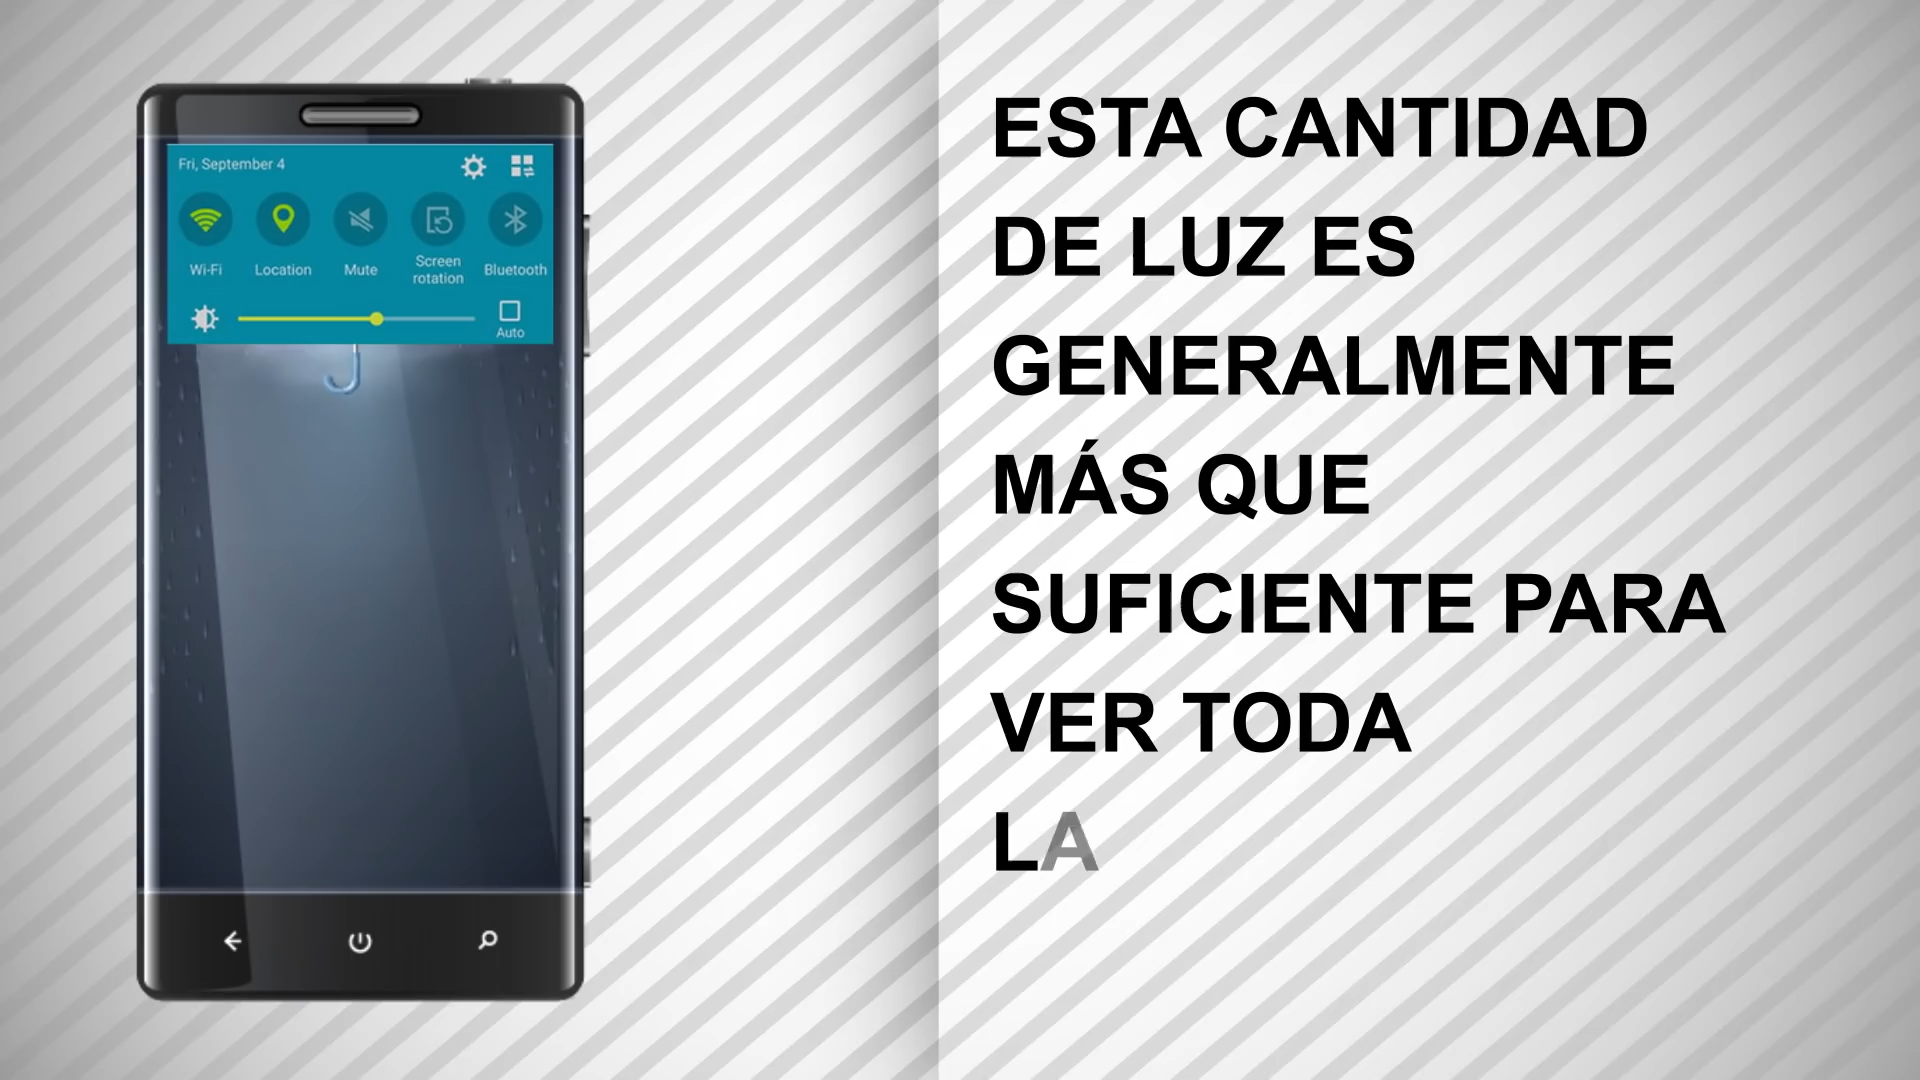 Fri, September 4
Wi-Fi
Location
Mute
Screen
rotation
Bluetooth
Auto
ESTA CANTIDAD
DE LUZ ES
GENERALMENTE
MÁS QUE
SUFICIENTE PARA
VER TODA
LA